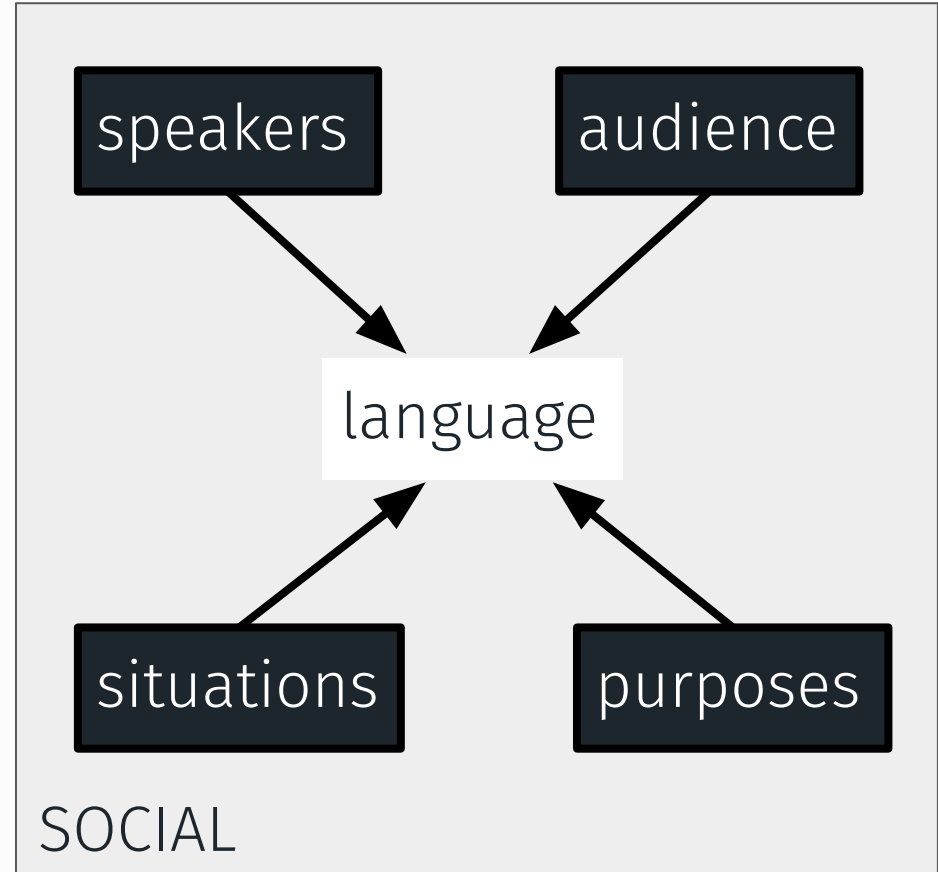 speakers
audience
language
situations
purposes
SOCIAL